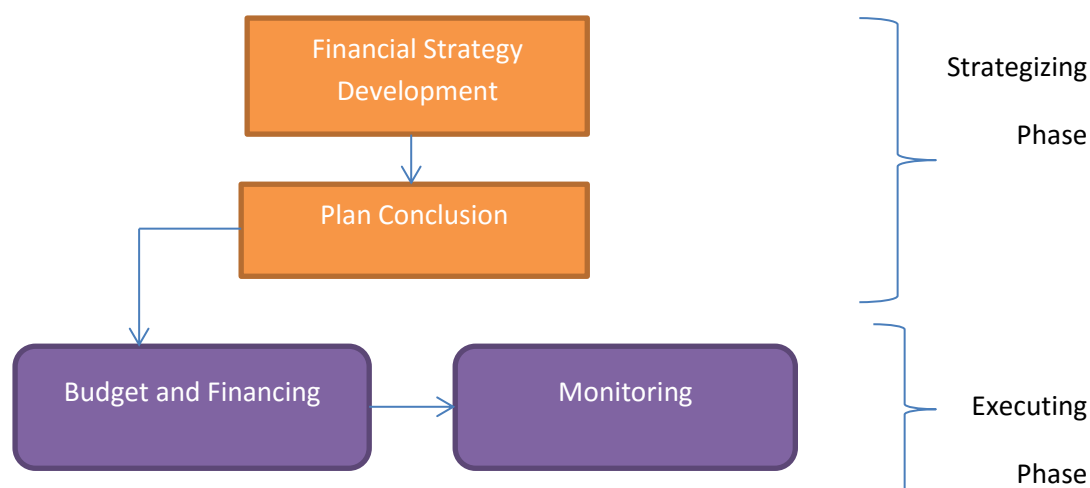 Financial Strategy
Development
Strategizing
Phase
Plan Conclusion
Budget and Financing
Monitoring
Executing
Phase